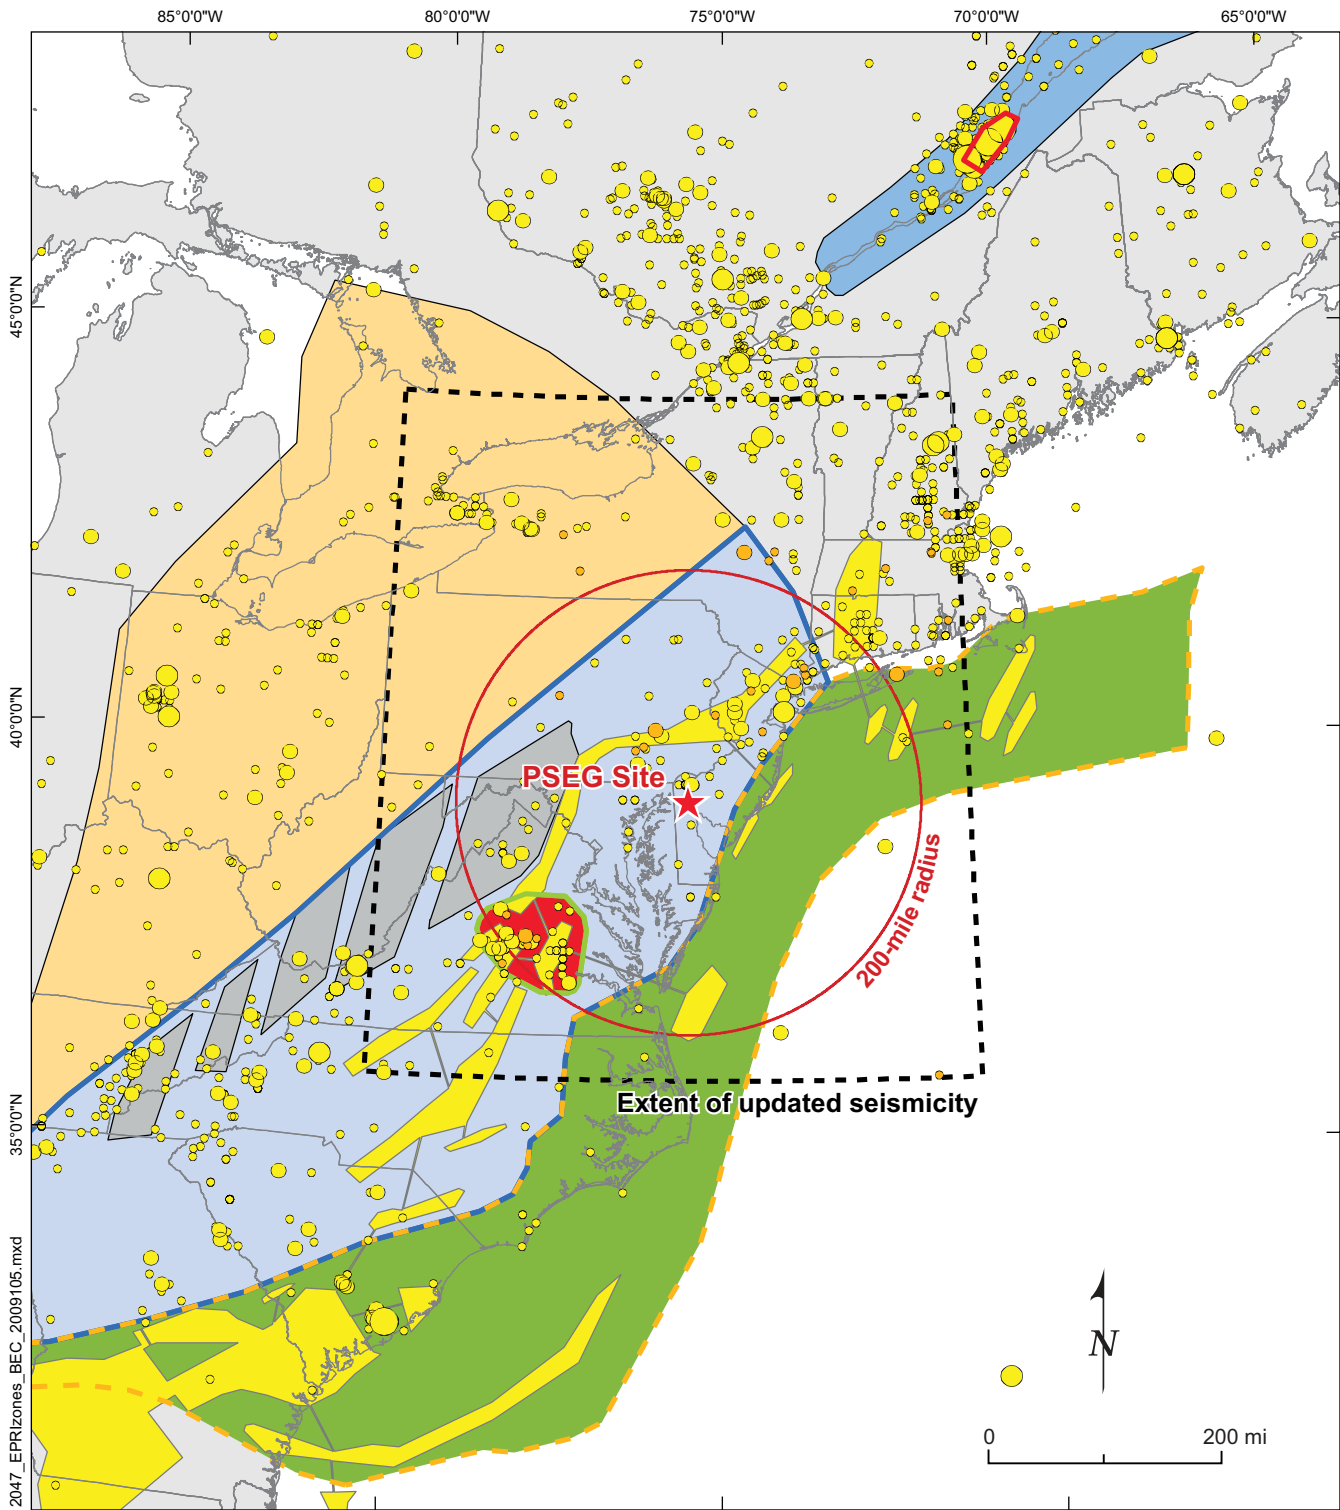 85°0'0"W 80°0'0"W 75°0'0"W 70°0'0"W 65°0'0"W
45°0'0"N
40°0'0"N
PSEG Site
200-mile radius
Extent of updated seismicity
35°0'0"N
N
0 200 mi
2047_EPRIzones_BEC_2009105.mxd